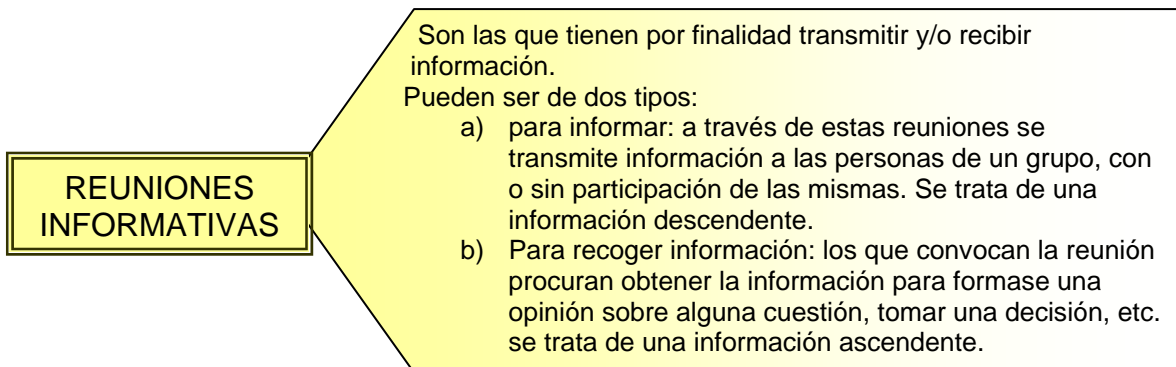 REUNIONES
INFORMATIVAS
Son las que tienen por finalidad transmitir y/o recibir
información.
Pueden ser de dos tipos:
a) para informar: a través de estas reuniones se
transmite información a las personas de un grupo, con
o sin participación de las mismas. Se trata de una
información descendente.
b) Para recoger información: los que convocan la reunión
procuran obtener la información para formase una
opinión sobre alguna cuestión, tomar una decisión, etc.
se trata de una información ascendente.